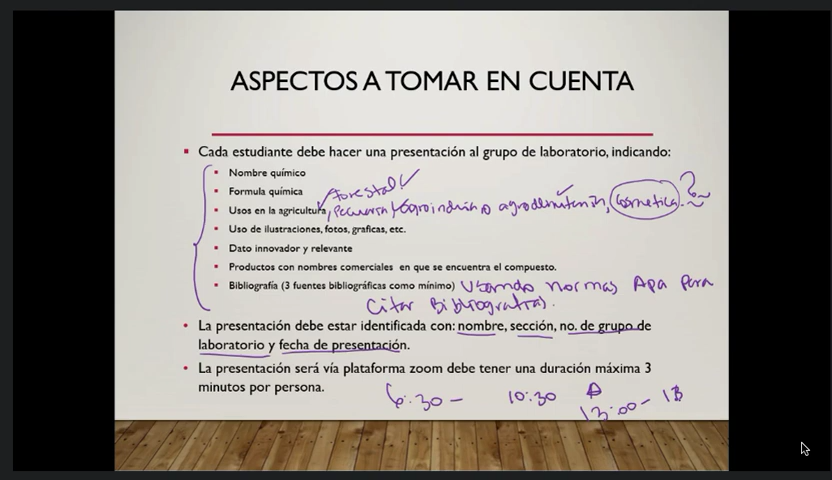 ASPECTOS A TOMAR EN CUENTA
Cada estudiante debe hacer una presentación al grupo de laboratorio, indicando:
Nombre químico
Formula química
forestal
Usos en la agricultura, pecuaria, agroindustria agroalimentación, cosmetica ?
Uso de ilustraciones, fotos, graficas, etc.
Dato innovador y relevante
Productos con nombres comerciales en que se encuentra el compuesto.
Bibliografía (3 fuentes bibliográficas como mínimo) Usando normas Apa para
Citar Bibliografias.
La presentación debe estar identificada con: nombre, sección, no. de grupo de
laboratorio y fecha de presentación.
La presentación será vía plataforma zoom debe tener una duración máxima 3
minutos por persona.
6:30 - 10:30 A
13:00 - 18